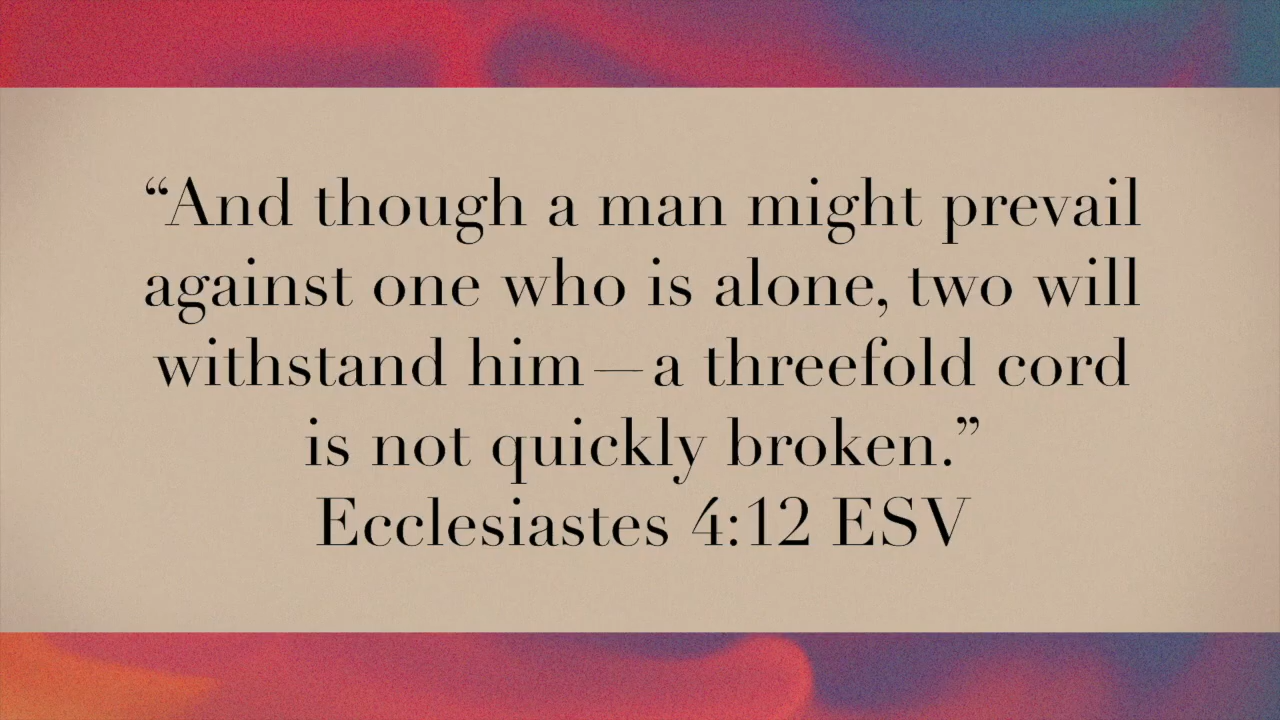 “And though a man might prevail
against one who is alone, two will
withstand him—a threefold cord
is not quickly broken.”
Ecclesiastes 4:12 ESV